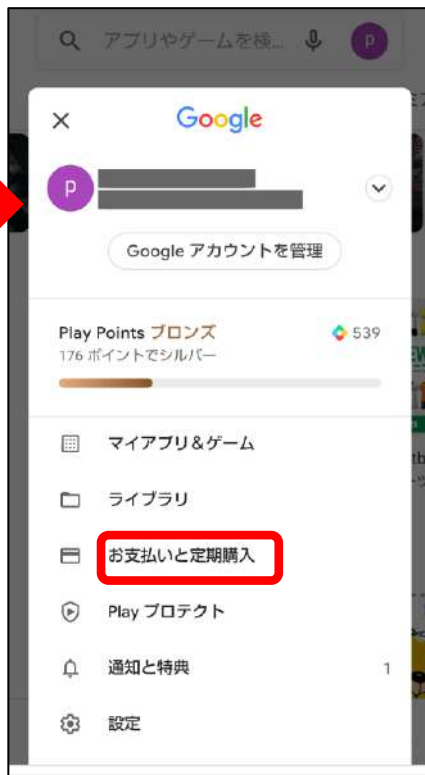 アプリやゲームを検…
P
Google
P
Google アカウントを管理
Play Points ブロンズ
539
176 ポイントでシルバー
マイアプリ&ゲーム
ライブラリ
お支払いと定期購入
Play プロテクト
通知と特典
1
設定